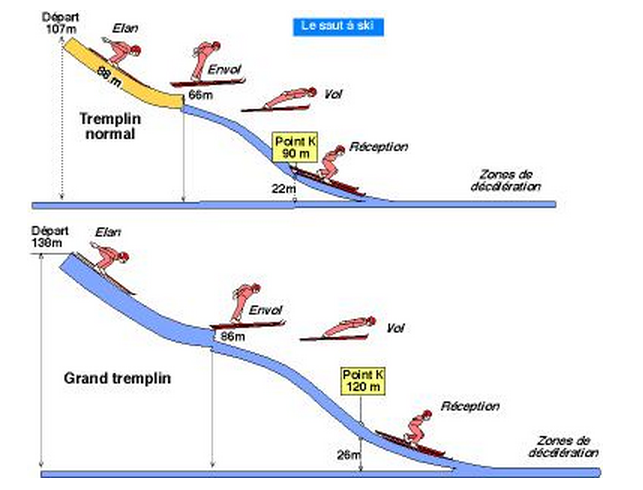 Départ
107m
Elan
Le saut à ski
88 m
Envol
66m
Vol
Tremplin
normal
Point K
90 m
Réception
22m
Zones de
décélération
Départ
138m
Elan
Envol
86m
Vol
Grand tremplin
Point K
120 m
Réception
26m
Zones de
décélération